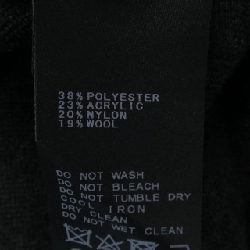 38% POLYESTER
23% ACRYLIC
20% NYLON
19% WOOL
DO NOT WASH
DO NOT BLEACH
DO NOT TUMBLE DRY
COOL IRON
DRY CLEAN
DO NOT WET CLEAN